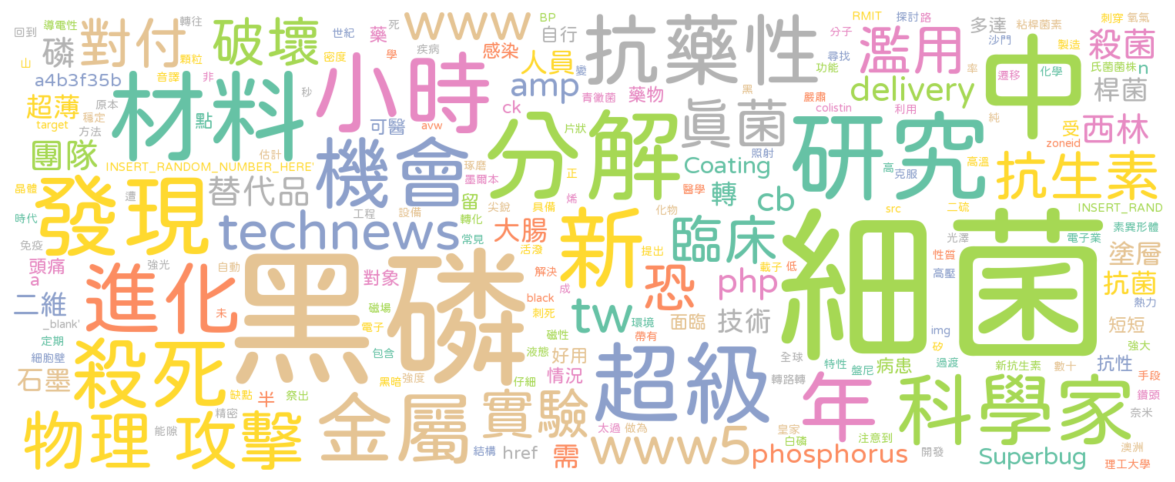 回到
導電性
山
磷
對付
破壞
轉往
世紀
藥
死
www
疾病
感染
BP
自行
抗藥性
分子
RMIT
探討
路
濫用
多達
沙門
粘桿菌素
刺穿
氧氣
製造
殺菌
a4b3f35b
音譯
顆粒
非
密度
學
變
人員
尋找
功能
率
遷移
化學
氏菌菌株
n
超薄
原本
target
穩定
方法
材料
點
秒
小時
可醫
ck
avw
amp
青黴菌
藥物
黑
嚴肅
colistin
利用
delivery
純
zoneid
中
受
桿菌
西林
團隊
INSERT_RANDOM_NUMBER_HERE'
估計
機會
琢磨
墨爾本
片狀
正
分解
烯
照射
眞菌
Coating
醫學
轉
cb
高
克服
研究
高溫
抗生素
晶體
時代
發現
遭
替代品
工程
設備
留
轉化
尖銳
具備
化物
src
二硫
INSERT_RAND
素異形體
免疫
technews
常見
大腸
活潑
新
提出
臨床
載子
低
光澤
性質
電子業
塗層
頭痛
a
強光
自動
黑磷
對象
磁場
解決
成
恐
php
細菌
高壓
抗菌
熱力
二維
進化
未
電子
black
刺死
tw
環境
面臨
技術
img
矽
短短
強大
_blank'
定期
細胞壁
殺死
包含
磁性
液態
帶有
好用
超級
全球
特性
盤尼
病患
過渡
新抗生素
數十
抗性
手段
石墨
缺點
半
祭出
黑暗
強度
仔細
情況
轉路轉
年
科學家
鑽頭
奈米
物理
攻擊
精密
能隙
金屬
實驗
結構
href
需
太過
做為
www5
皇家
白磷
phosphorus
注意到
開發
Superbug
澳洲
理工大學